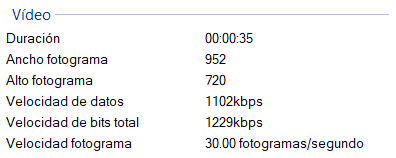 Vídeo
Duración 00:00:35
Ancho fotograma 952
Alto fotograma 720
Velocidad de datos 1102kbps
Velocidad de bits total 1229kbps
Velocidad fotograma 30.00 fotogramas/segundo